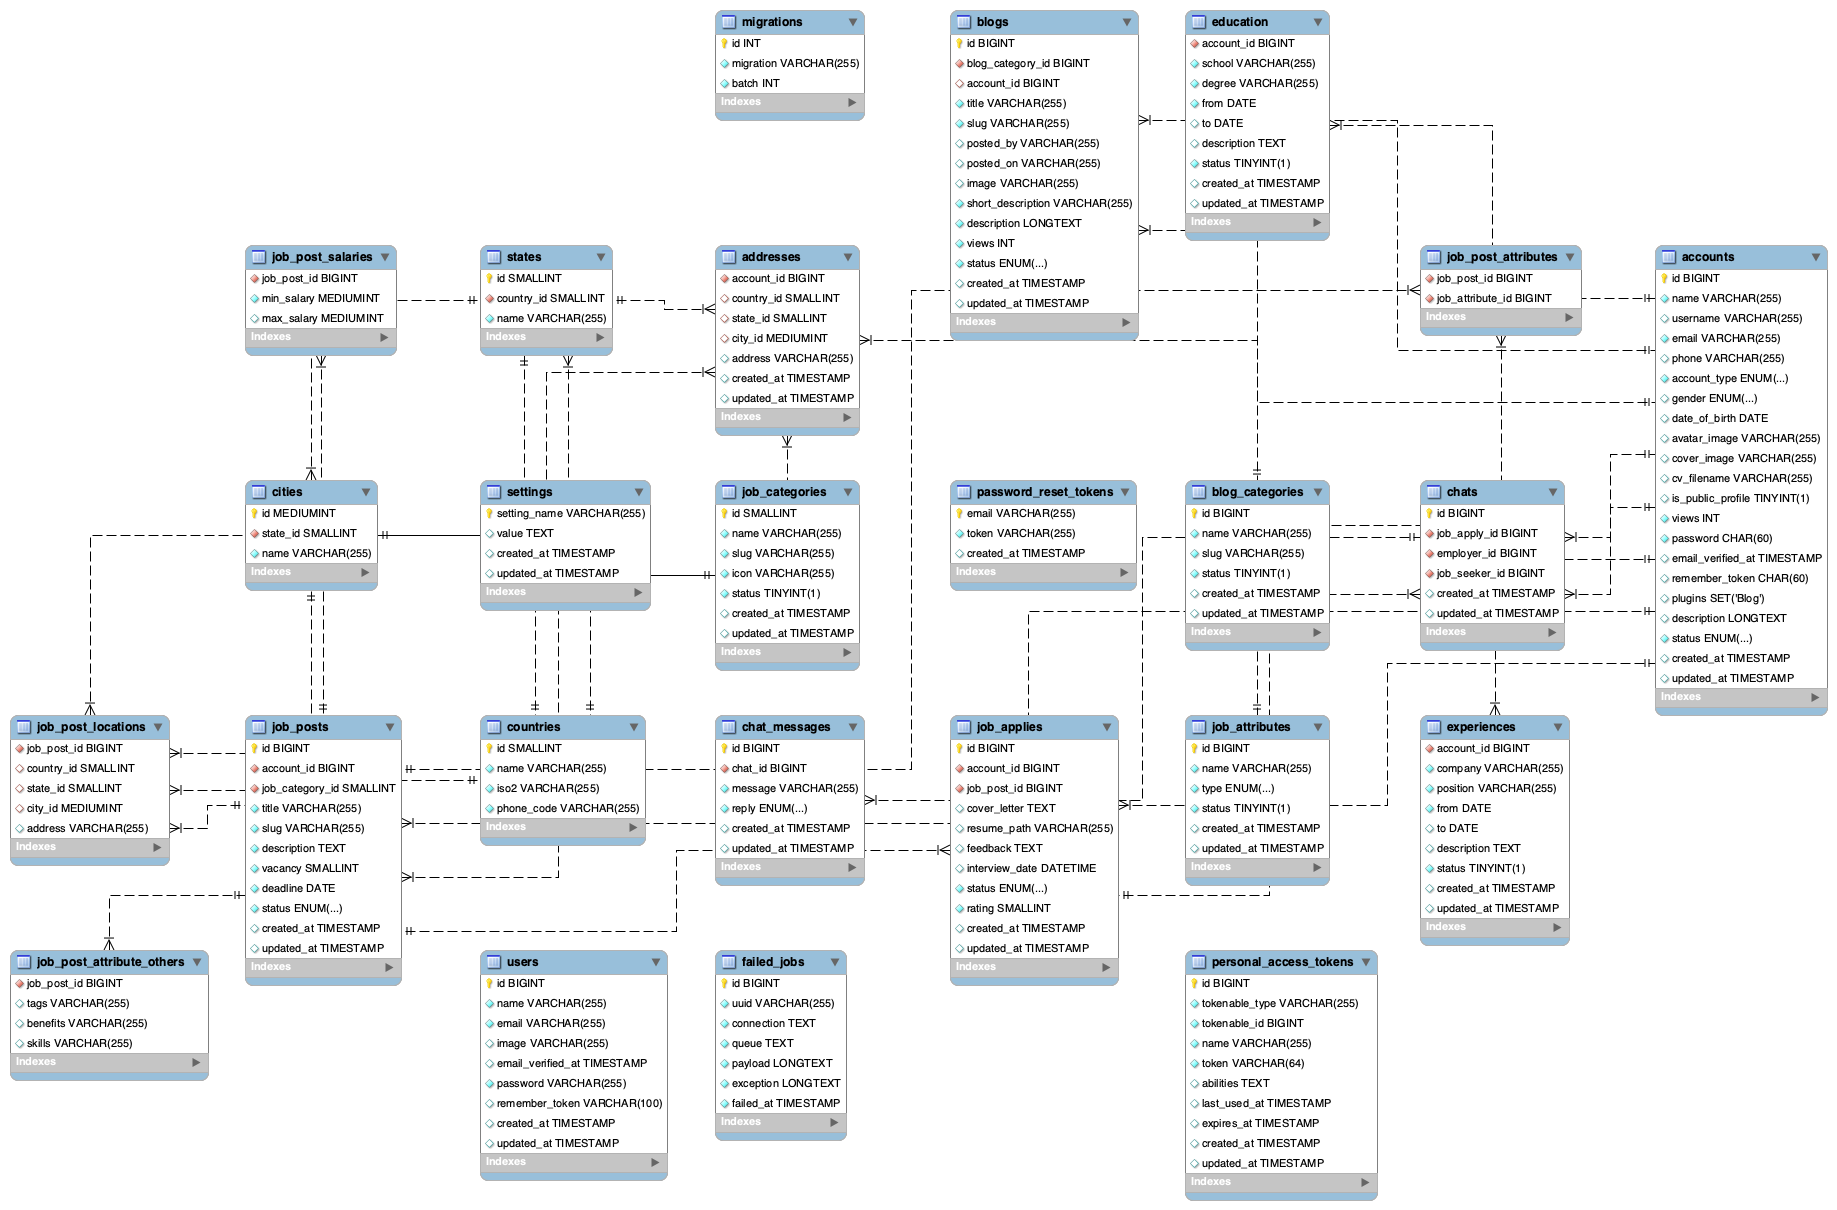 migrations
id INT
migration VARCHAR(255)
batch INT
Indexes
blogs
id BIGINT
blog_category_id BIGINT
account_id BIGINT
title VARCHAR(255)
slug VARCHAR(255)
posted_by VARCHAR(255)
posted_on VARCHAR(255)
image VARCHAR(255)
short_description VARCHAR(255)
description LONGTEXT
views INT
status ENUM(...)
created_at TIMESTAMP
updated_at TIMESTAMP
Indexes
education
account_id BIGINT
school VARCHAR(255)
degree VARCHAR(255)
from DATE
to DATE
description TEXT
status TINYINT(1)
created_at TIMESTAMP
updated_at TIMESTAMP
Indexes
job_post_salaries
job_post_id BIGINT
min_salary MEDIUMINT
max_salary MEDIUMINT
Indexes
states
id SMALLINT
country_id SMALLINT
name VARCHAR(255)
Indexes
addresses
account_id BIGINT
country_id SMALLINT
state_id SMALLINT
city_id MEDIUMINT
address VARCHAR(255)
created_at TIMESTAMP
updated_at TIMESTAMP
Indexes
job_post_attributes
job_post_id BIGINT
job_attribute_id BIGINT
Indexes
accounts
id BIGINT
name VARCHAR(255)
username VARCHAR(255)
email VARCHAR(255)
phone VARCHAR(255)
account_type ENUM(...)
gender ENUM(...)
date_of_birth DATE
avatar_image VARCHAR(255)
cover_image VARCHAR(255)
cv_filename VARCHAR(255)
is_public_profile TINYINT(1)
views INT
password CHAR(60)
email_verified_at TIMESTAMP
remember_token CHAR(60)
plugins SET('Blog')
description LONGTEXT
status ENUM(...)
created_at TIMESTAMP
updated_at TIMESTAMP
Indexes
cities
id MEDIUMINT
state_id SMALLINT
name VARCHAR(255)
Indexes
settings
setting_name VARCHAR(255)
value TEXT
created_at TIMESTAMP
updated_at TIMESTAMP
Indexes
job_categories
id SMALLINT
name VARCHAR(255)
slug VARCHAR(255)
icon VARCHAR(255)
status TINYINT(1)
created_at TIMESTAMP
updated_at TIMESTAMP
Indexes
password_reset_tokens
email VARCHAR(255)
token VARCHAR(255)
created_at TIMESTAMP
Indexes
blog_categories
id BIGINT
name VARCHAR(255)
slug VARCHAR(255)
status TINYINT(1)
created_at TIMESTAMP
updated_at TIMESTAMP
Indexes
chats
id BIGINT
job_apply_id BIGINT
employer_id BIGINT
job_seeker_id BIGINT
created_at TIMESTAMP
updated_at TIMESTAMP
Indexes
job_post_locations
job_post_id BIGINT
country_id SMALLINT
state_id SMALLINT
city_id MEDIUMINT
address VARCHAR(255)
Indexes
job_posts
id BIGINT
account_id BIGINT
job_category_id SMALLINT
title VARCHAR(255)
slug VARCHAR(255)
description TEXT
vacancy SMALLINT
deadline DATE
status ENUM(...)
created_at TIMESTAMP
updated_at TIMESTAMP
Indexes
countries
id SMALLINT
name VARCHAR(255)
iso2 VARCHAR(255)
phone_code VARCHAR(255)
Indexes
chat_messages
id BIGINT
chat_id BIGINT
message VARCHAR(255)
reply ENUM(...)
created_at TIMESTAMP
updated_at TIMESTAMP
Indexes
job_applies
id BIGINT
account_id BIGINT
job_post_id BIGINT
cover_letter TEXT
resume_path VARCHAR(255)
feedback TEXT
interview_date DATETIME
status ENUM(...)
rating SMALLINT
created_at TIMESTAMP
updated_at TIMESTAMP
Indexes
job_attributes
id BIGINT
name VARCHAR(255)
type ENUM(...)
status TINYINT(1)
created_at TIMESTAMP
updated_at TIMESTAMP
Indexes
experiences
account_id BIGINT
company VARCHAR(255)
position VARCHAR(255)
from DATE
to DATE
description TEXT
status TINYINT(1)
created_at TIMESTAMP
updated_at TIMESTAMP
Indexes
job_post_attribute_others
job_post_id BIGINT
tags VARCHAR(255)
benefits VARCHAR(255)
skills VARCHAR(255)
Indexes
users
id BIGINT
name VARCHAR(255)
email VARCHAR(255)
image VARCHAR(255)
email_verified_at TIMESTAMP
password VARCHAR(255)
remember_token VARCHAR(100)
created_at TIMESTAMP
updated_at TIMESTAMP
Indexes
failed_jobs
id BIGINT
uuid VARCHAR(255)
connection TEXT
queue TEXT
payload LONGTEXT
exception LONGTEXT
failed_at TIMESTAMP
Indexes
personal_access_tokens
id BIGINT
tokenable_type VARCHAR(255)
tokenable_id BIGINT
name VARCHAR(255)
token VARCHAR(64)
abilities TEXT
last_used_at TIMESTAMP
expires_at TIMESTAMP
created_at TIMESTAMP
updated_at TIMESTAMP
Indexes